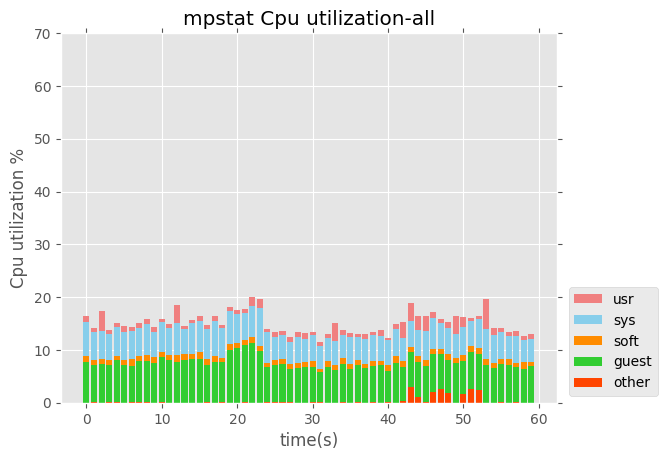 mpstat Cpu utilization-all
Cpu utilization %
70
60
50
40
30
20
10
0
0
10
20
30
40
50
60
time(s)
usr
sys
soft
guest
other